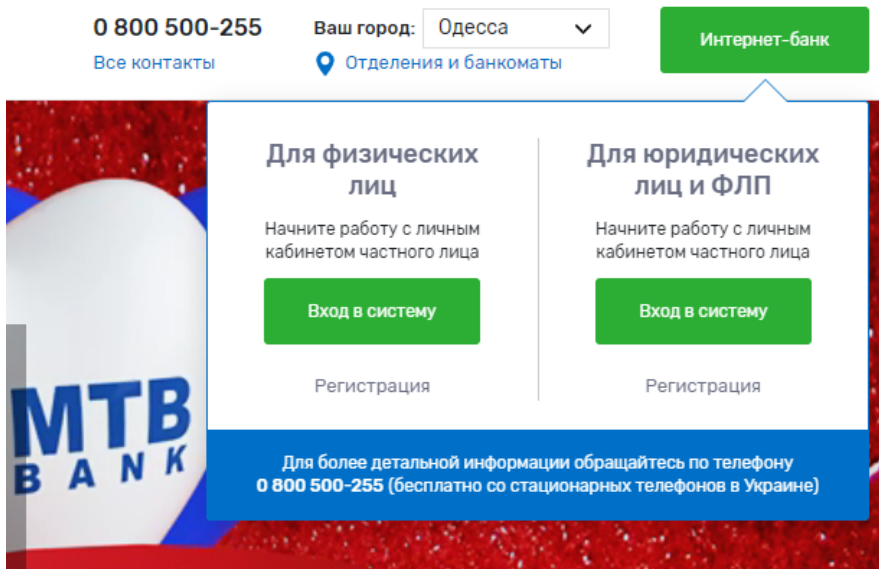 0 800 500-255
Ваш город: Одесса
Интернет-банк
Все контакты
Отделения и банкоматы
Для физических
лиц
Начните работу с личным
кабинетом частного лица
Вход в систему
Регистрация
Для юридических
лиц и ФЛП
Начните работу с личным
кабинетом частного лица
Вход в систему
Регистрация
MTB
BANK
Для более детальной информации обращайтесь по телефону
0 800 500-255 (бесплатно со стационарных телефонов в Украине)